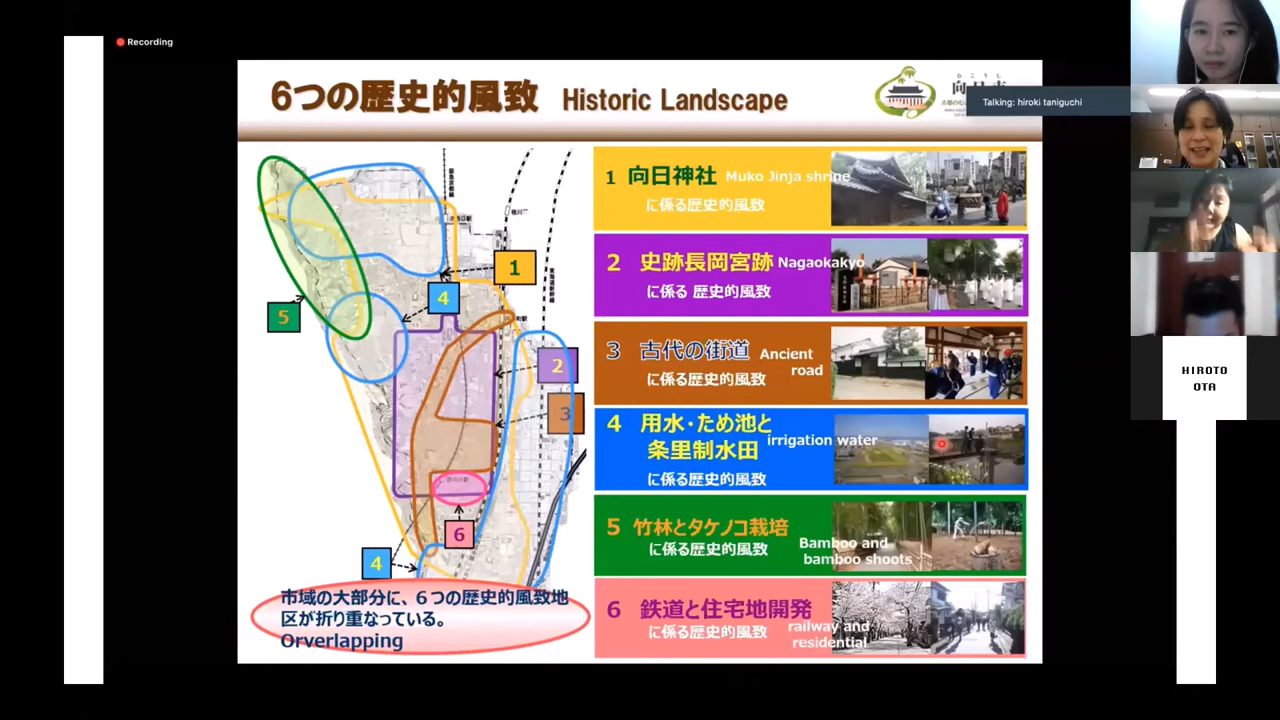 Recording
6つの歴史的風致 Historic Landscape
むこうし
Talking: hiroki taniguchi
1 向日神社 Muko Jinja shrine
に係る歴史的風致
2 史跡長岡宮跡 Nagaokakyo
に係る 歴史的風致
3 古代の街道 Ancient
road
に係る歴史的風致
4 用水・ため池と
条里制水田 irrigation water
に係る歴史的風致
5 竹林とタケノコ栽培
に係る歴史的風致 Bamboo and
bamboo shoots
6 鉄道と住宅地開発
に係る歴史的風致 railway and
residential
1
4
5
2
3
6
4
市域の大部分に、６つの歴史的風致地
区が折り重なっている。
Orverlapping
HIROTO
OTA